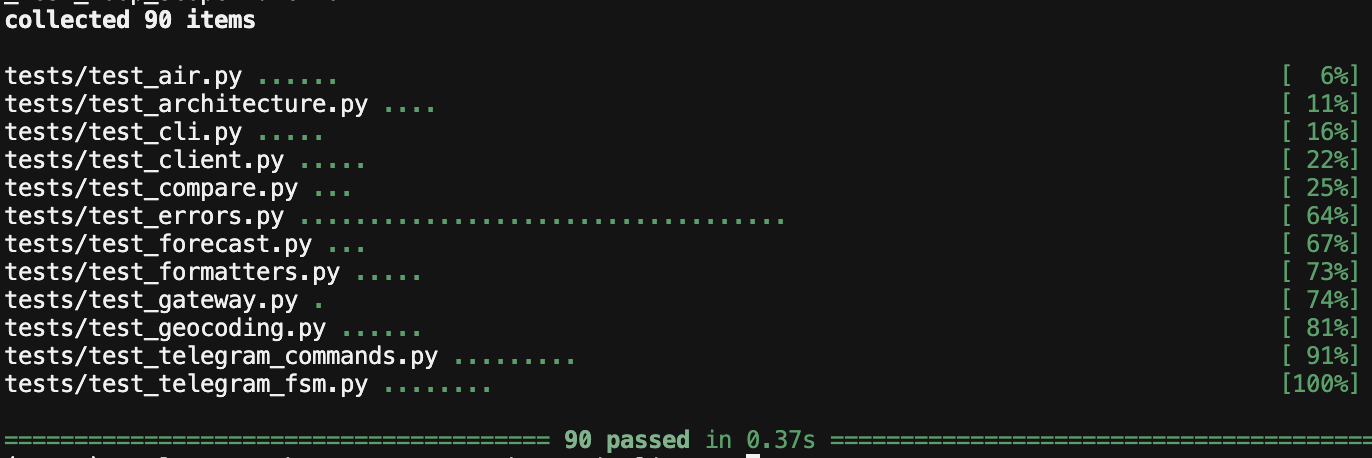 collected 90 items
tests/test_air.py ...... [  6%]
tests/test_architecture.py .... [ 11%]
tests/test_cli.py ..... [ 16%]
tests/test_client.py ..... [ 22%]
tests/test_compare.py ... [ 25%]
tests/test_errors.py ................................... [ 64%]
tests/test_forecast.py ... [ 67%]
tests/test_formatters.py ..... [ 73%]
tests/test_gateway.py . [ 74%]
tests/test_geocoding.py ...... [ 81%]
tests/test_telegram_commands.py ......... [ 91%]
tests/test_telegram_fsm.py ........ [100%]
======================================= 90 passed in 0.37s =======================================